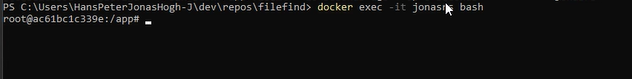 PS C:\Users\HansPeterJonasHogh-J\dev\repos\filefind> docker exec -it bash
root@ac61bc1c339e:/app#